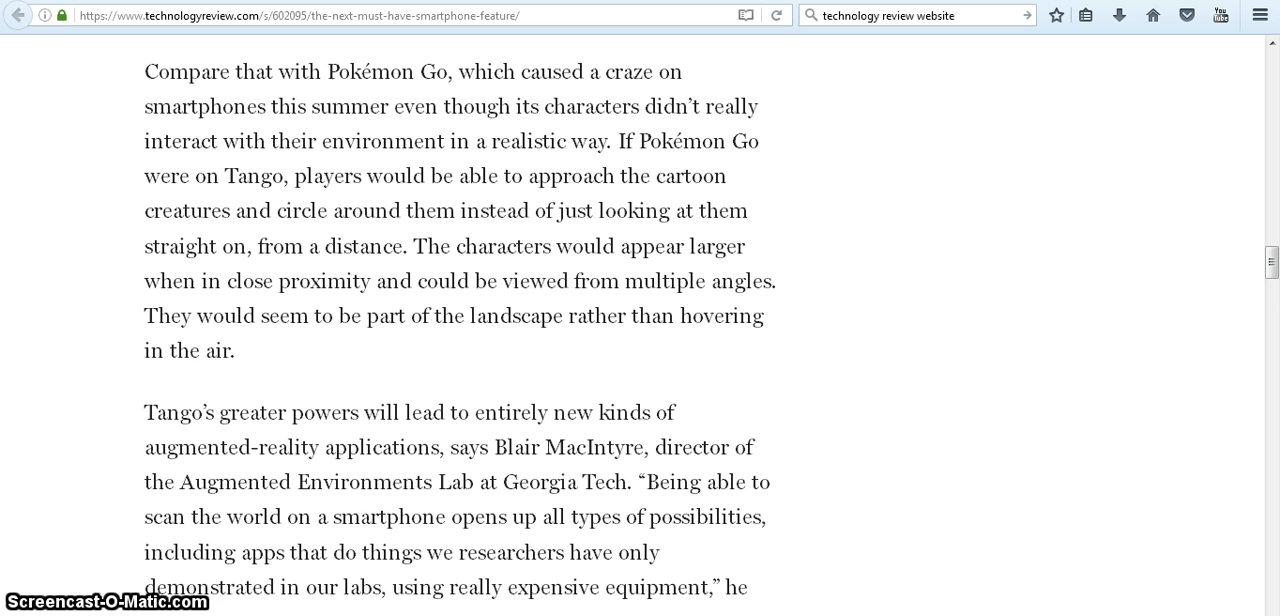 https://www.technologyreview.com/s/602095/the-next-must-have-smartphone-feature/
technology review website
You
Tube
Compare that with Pokémon Go, which caused a craze on
smartphones this summer even though its characters didn’t really
interact with their environment in a realistic way. If Pokémon Go
were on Tango, players would be able to approach the cartoon
creatures and circle around them instead of just looking at them
straight on, from a distance. The characters would appear larger
when in close proximity and could be viewed from multiple angles.
They would seem to be part of the landscape rather than hovering
in the air.
Tango’s greater powers will lead to entirely new kinds of
augmented-reality applications, says Blair MacIntyre, director of
the Augmented Environments Lab at Georgia Tech. “Being able to
scan the world on a smartphone opens up all types of possibilities,
including apps that do things we researchers have only
demonstrated in our labs, using really expensive equipment,” he
Screencast-O-Matic.com